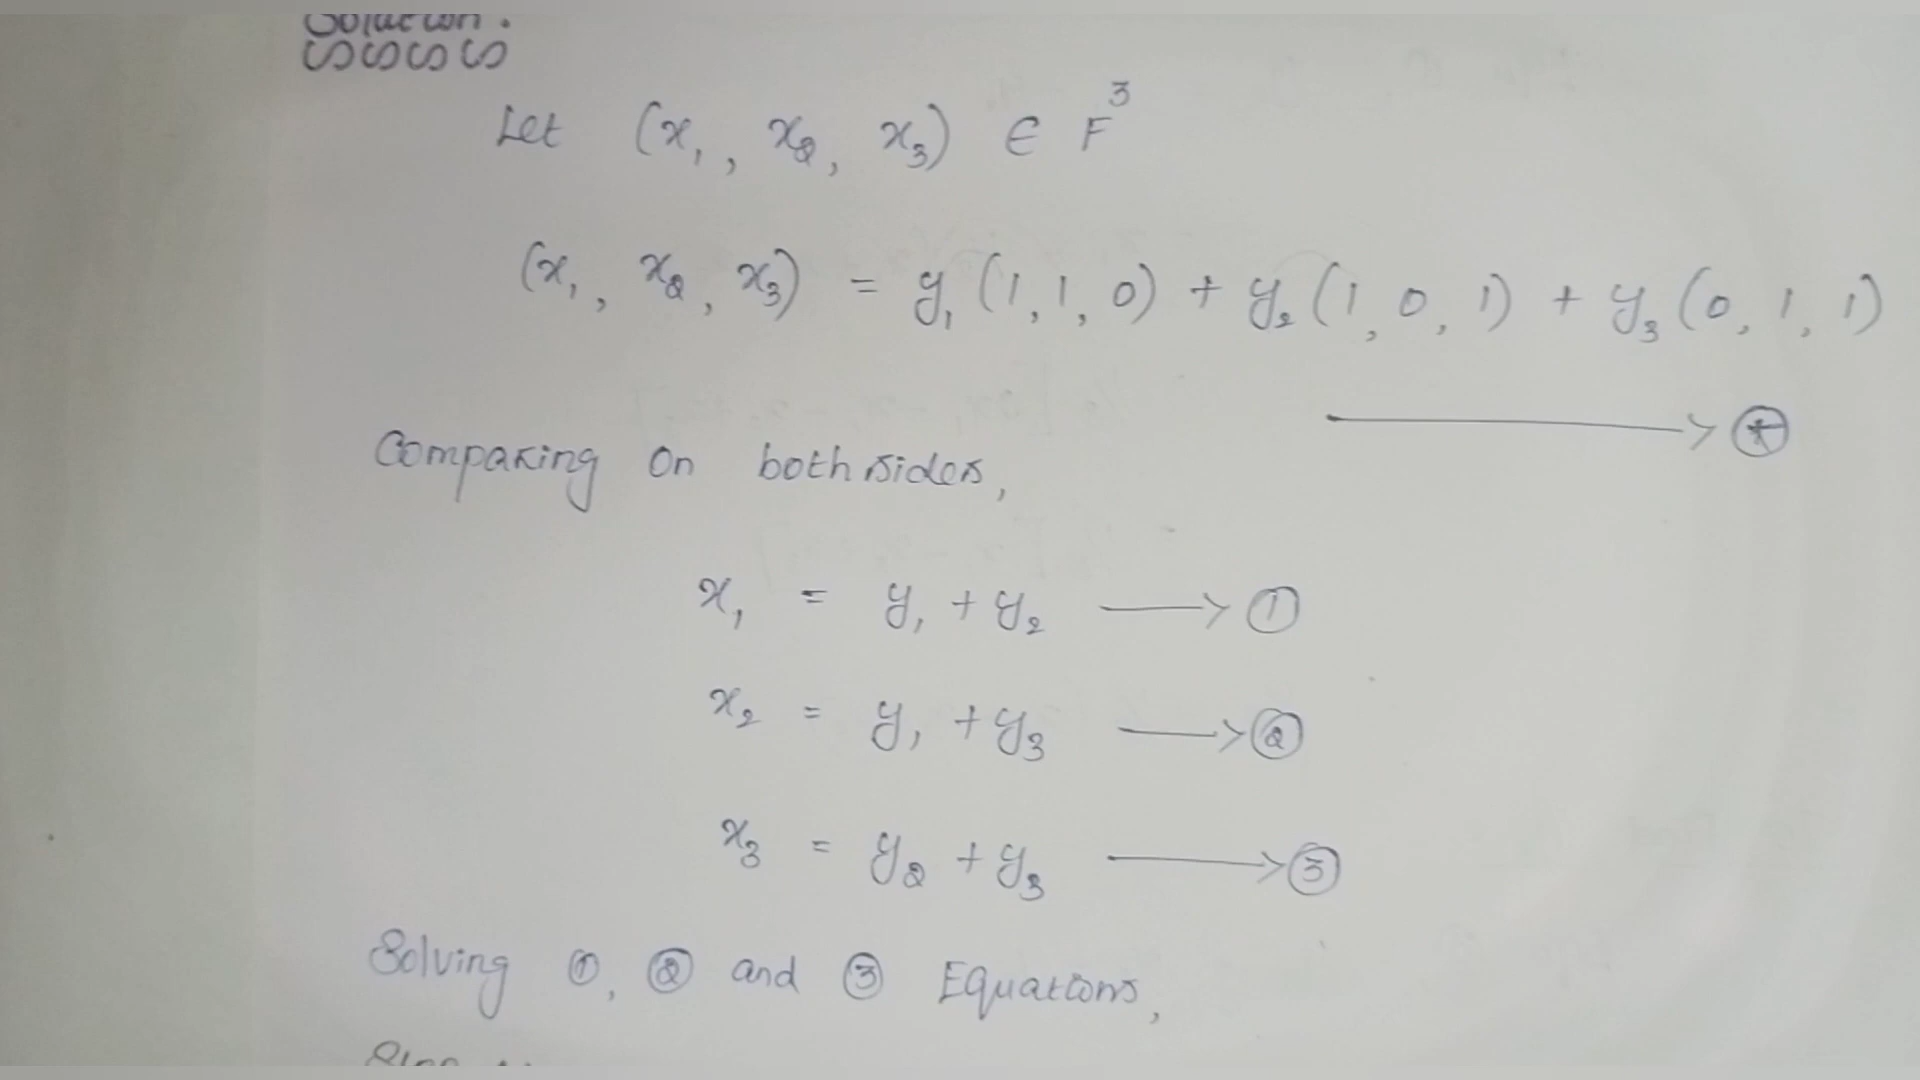 Solution:
Let (x₁, x₂, x₃) ∈ F³
(x₁, x₂, x₃) = y₁(1,1,0) + y₂(1,0,1) + y₃(0,1,1)
⟶ ⊛
Comparing on both sides,
x₁ = y₁ + y₂ ⟶ ①
x₂ = y₁ + y₃ ⟶ ②
x₃ = y₂ + y₃ ⟶ ③
Solving ①, ② and ③ Equations,